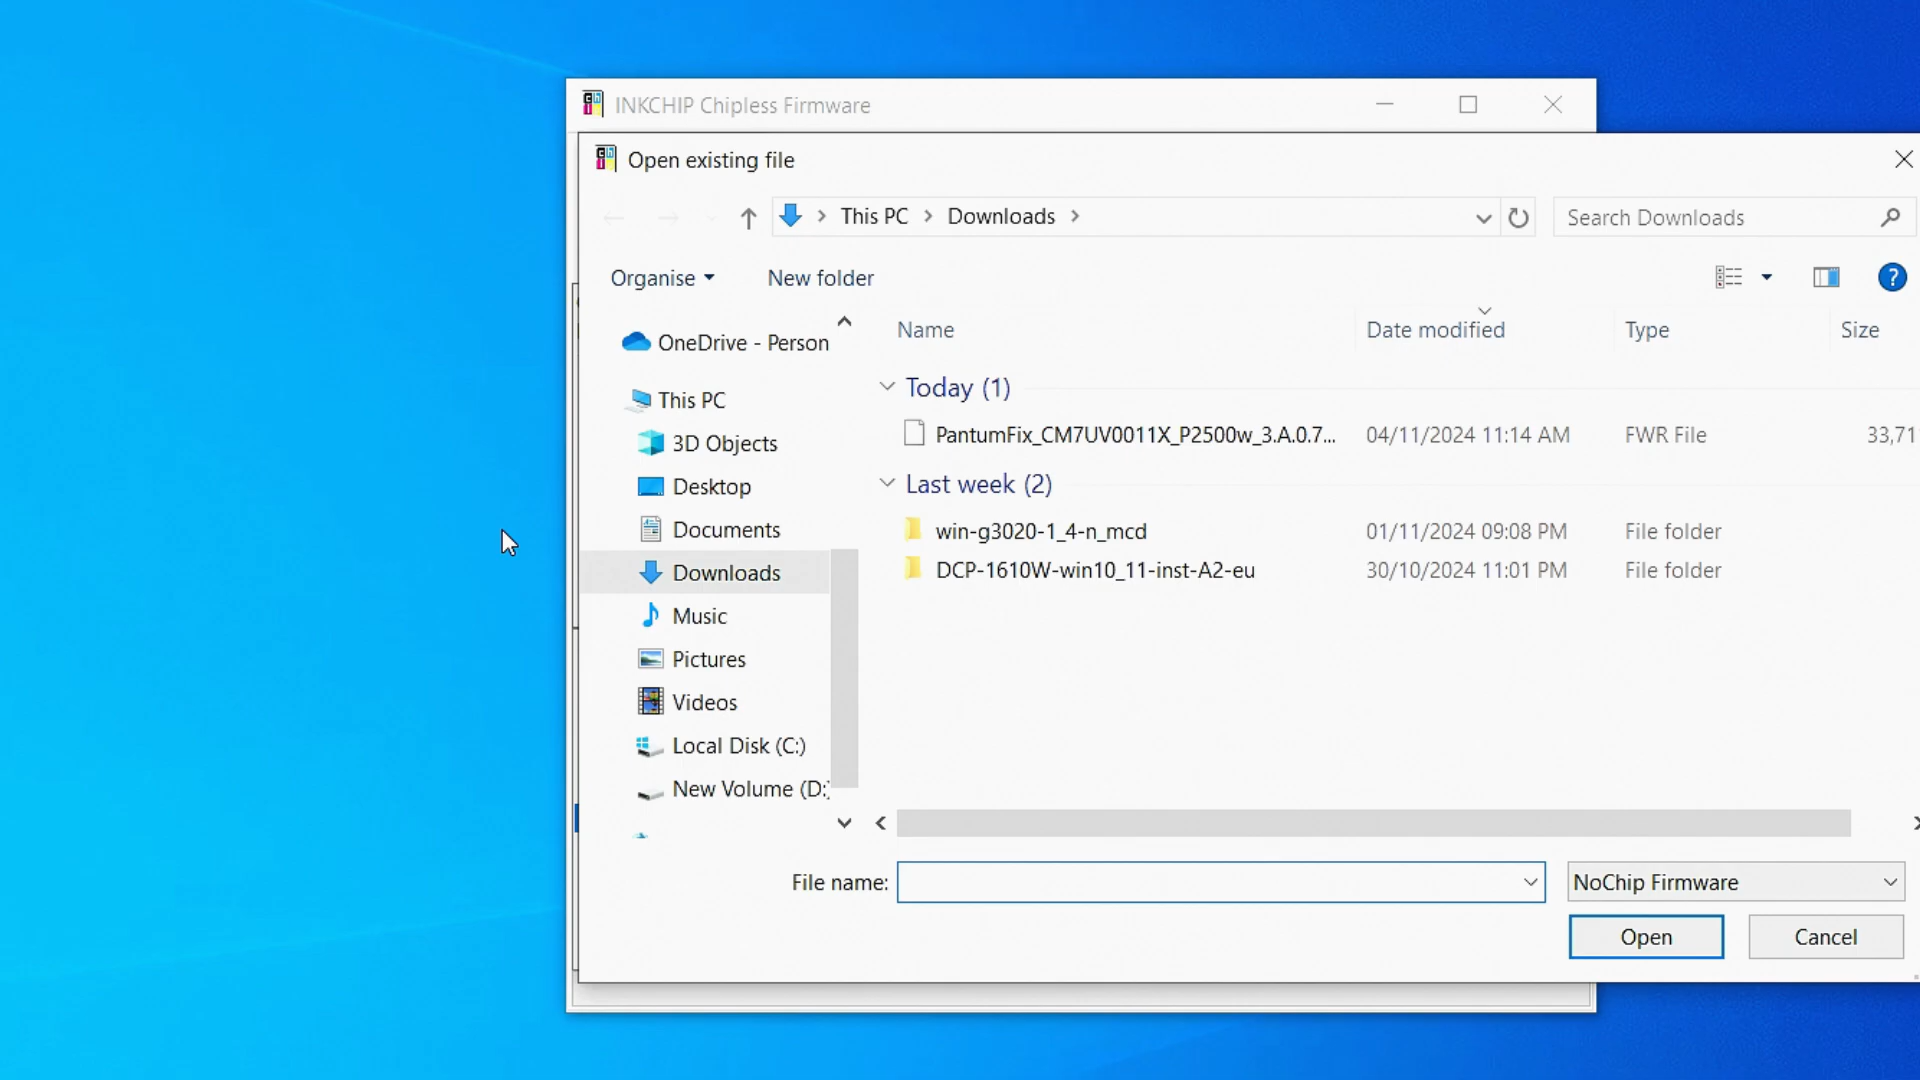 INKCHIP Chipless Firmware
Open existing file
This PC > Downloads >
Search Downloads
Organise
New folder
Name
Date modified
Type
Size
OneDrive - Person
This PC
3D Objects
Desktop
Documents
Downloads
Music
Pictures
Videos
Local Disk (C:)
New Volume (D:
Today (1)
PantumFix_CM7UV0011X_P2500w_3.A.0.7... 04/11/2024 11:14 AM FWR File 33,71
Last week (2)
win-g3020-1_4-n_mcd 01/11/2024 09:08 PM File folder
DCP-1610W-win10_11-inst-A2-eu 30/10/2024 11:01 PM File folder
File name:
NoChip Firmware
Open
Cancel